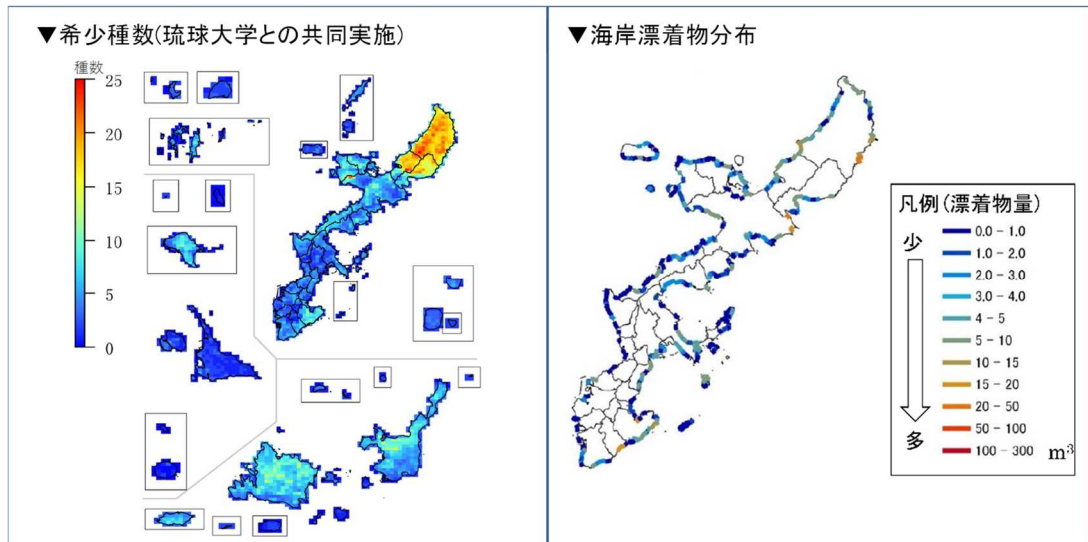 ▼希少種数(琉球大学との共同実施)
種数
25
20
15
10
5
0
▼海岸漂着物分布
凡例(漂着物量)
少
0.0 - 1.0
1.0 - 2.0
2.0 - 3.0
3.0 - 4.0
4 - 5
5 - 10
10 - 15
15 - 20
20 - 50
50 - 100
多
100 - 300 m³